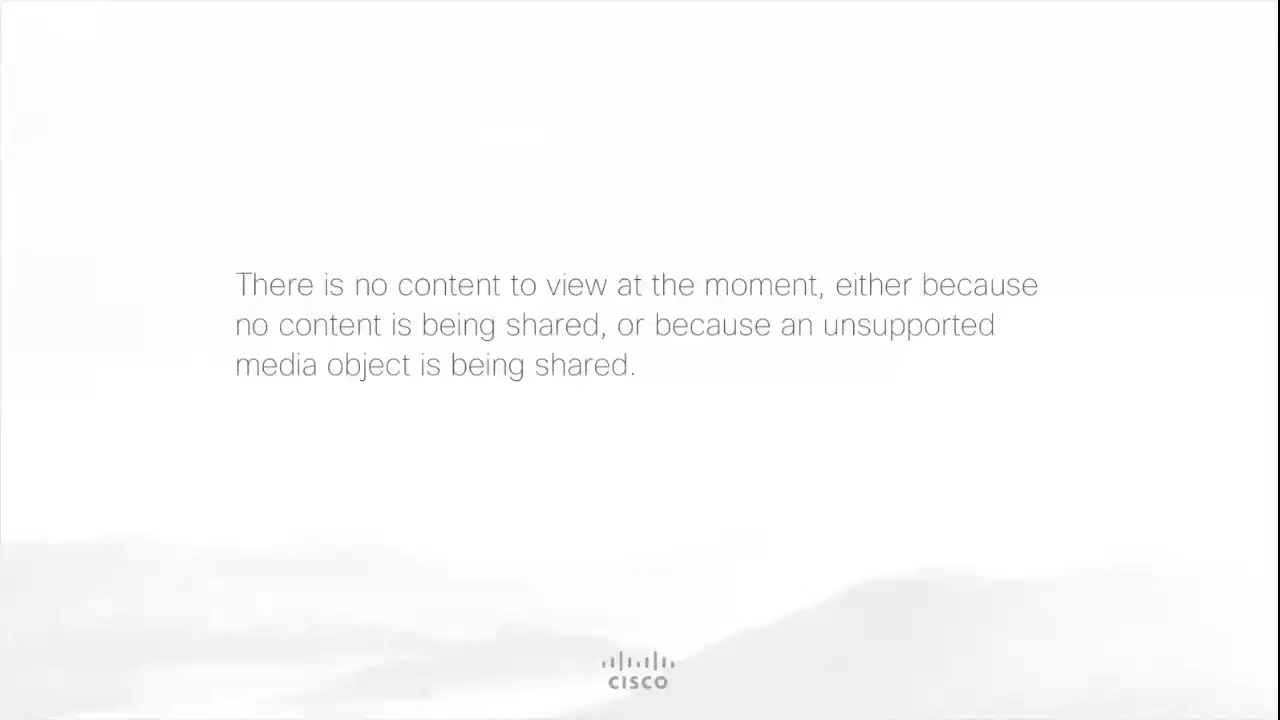 There is no content to view at the moment, either because
no content is being shared, or because an unsupported
media object is being shared.
CISCO